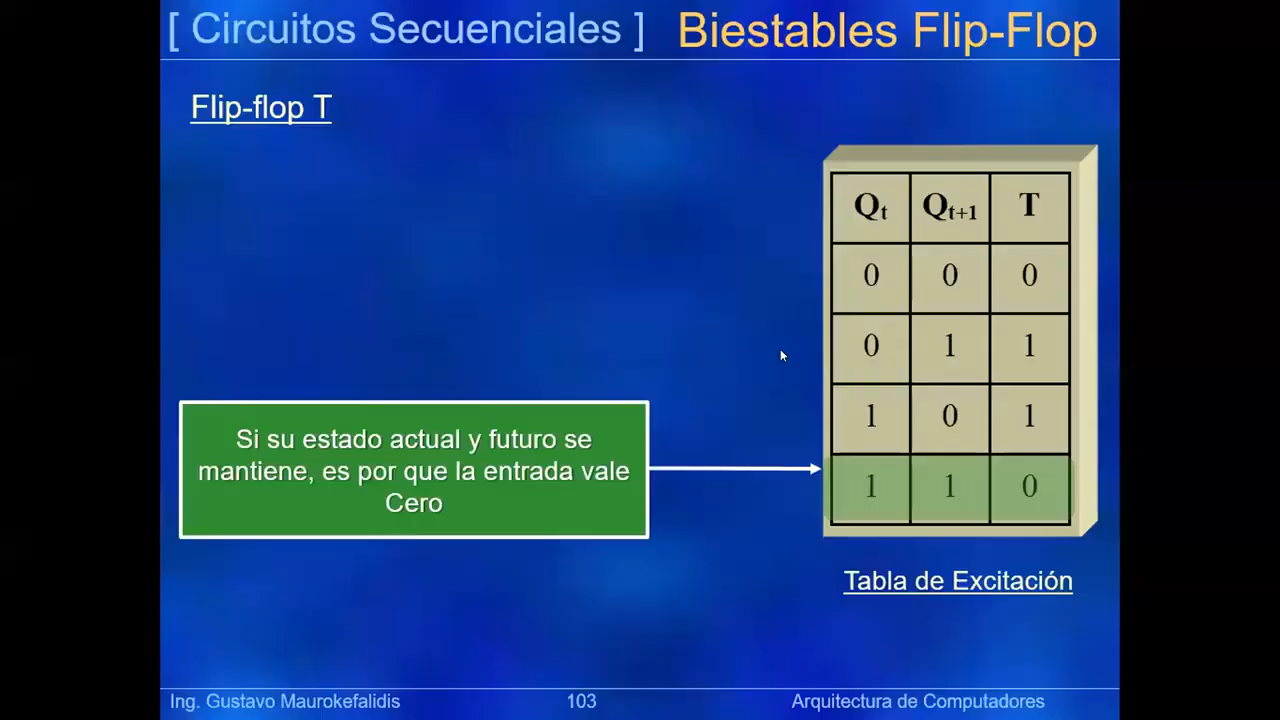 [ Circuitos Secuenciales ] Biestables Flip-Flop
Flip-flop T
Qt Qt+1 T
0 0 0
0 1 1
1 0 1
1 1 0
Si su estado actual y futuro se
mantiene, es por que la entrada vale
Cero
Tabla de Excitación
Ing. Gustavo Maurokefalidis 103 Arquitectura de Computadores